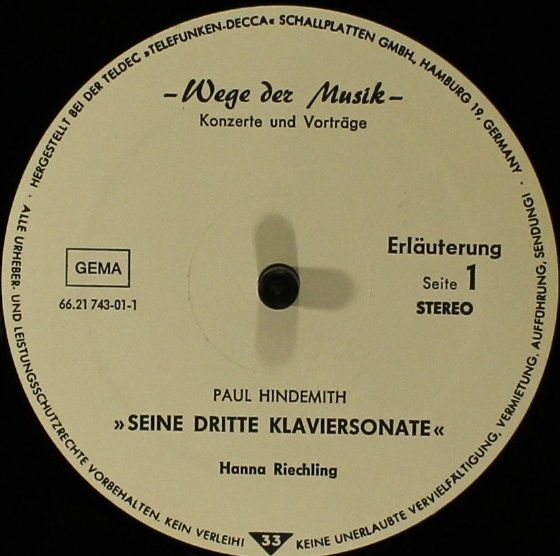 HERGESTELLT BEI DER TELDEC »TELEFUNKEN-DECCA« SCHALLPLATTEN GMBH., HAMBURG 19, GERMANY ·
– Wege der Musik –
Konzerte und Vorträge
GEMA
66.21 743-01-1
Erläuterung
Seite 1
STEREO
PAUL HINDEMITH
»SEINE DRITTE KLAVIERSONATE«
Hanna Riechling
· ALLE URHEBER- UND LEISTUNGSSCHUTZRECHTE VORBEHALTEN. KEIN VERLEIH! KEINE UNERLAUBTE VERVIELFÄLTIGUNG, VERMIETUNG, AUFFÜHRUNG, SENDUNG!
33